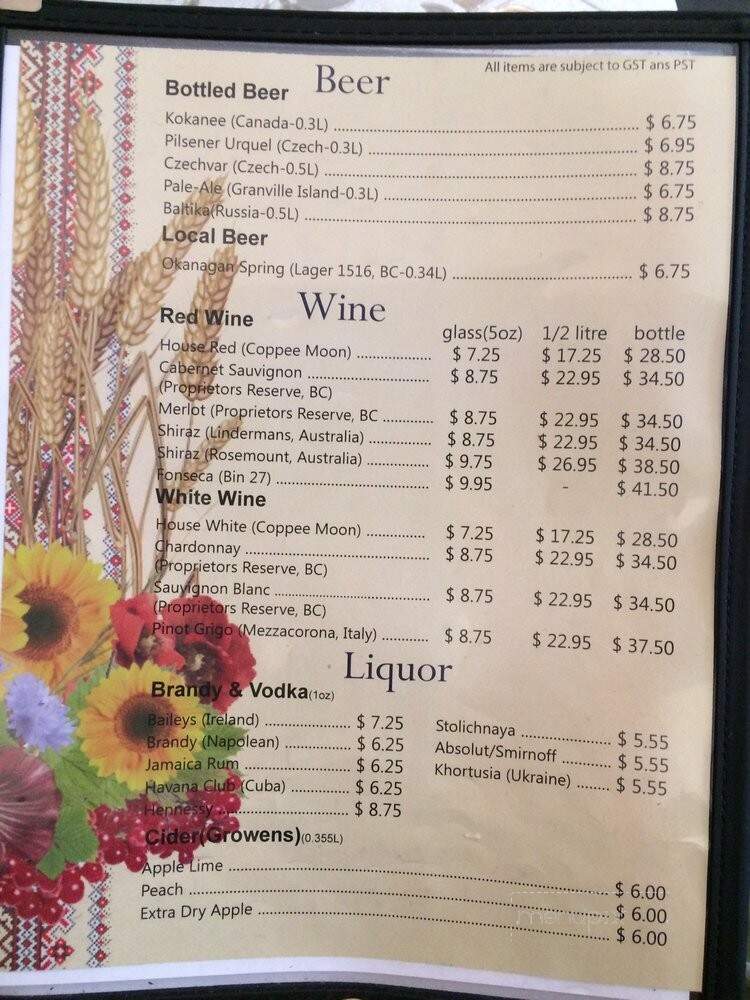 All items are subject to GST ans PST
Beer
Bottled Beer
Kokanee (Canada-0.3L) ........ $ 6.75
Pilsener Urquel (Czech-0.3L) ........ $ 6.95
Czechvar (Czech-0.5L) ........ $ 8.75
Pale-Ale (Granville Island-0.3L) ........ $ 6.75
Baltika(Russia-0.5L) ........ $ 8.75
Local Beer
Okanagan Spring (Lager 1516, BC-0.34L) ........ $ 6.75
Wine
Red Wine
glass(5oz) 1/2 litre bottle
House Red (Coppee Moon) ........ $ 7.25 $ 17.25 $ 28.50
Cabernet Sauvignon ........ $ 8.75 $ 22.95 $ 34.50
(Proprietors Reserve, BC)
Merlot (Proprietors Reserve, BC ........ $ 8.75 $ 22.95 $ 34.50
Shiraz (Lindermans, Australia) ........ $ 8.75 $ 22.95 $ 34.50
Shiraz (Rosemount, Australia) ........ $ 9.75 $ 26.95 $ 38.50
Fonseca (Bin 27) ........ $ 9.95 - $ 41.50
White Wine
House White (Coppee Moon) ........ $ 7.25 $ 17.25 $ 28.50
Chardonnay ........ $ 8.75 $ 22.95 $ 34.50
(Proprietors Reserve, BC)
Sauvignon Blanc ........ $ 8.75 $ 22.95 $ 34.50
(Proprietors Reserve, BC)
Pinot Grigo (Mezzacorona, Italy) ........ $ 8.75 $ 22.95 $ 37.50
Liquor
Brandy & Vodka(1oz)
Baileys (Ireland) ........ $ 7.25
Brandy (Napolean) ........ $ 6.25
Jamaica Rum ........ $ 6.25
Havana Club (Cuba) ........ $ 6.25
Hennessy ........ $ 8.75
Stolichnaya ........ $ 5.55
Absolut/Smirnoff ........ $ 5.55
Khortusia (Ukraine) ........ $ 5.55
Cider(Growens)(0.355L)
Apple Lime ........ $ 6.00
Peach ........ $ 6.00
Extra Dry Apple ........ $ 6.00